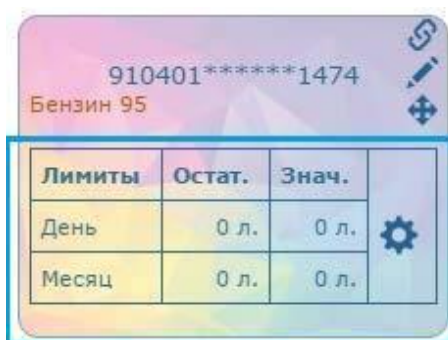 910401******1474
Бензин 95
Лимиты Остат. Знач.
День 0 л. 0 л.
Месяц 0 л. 0 л.